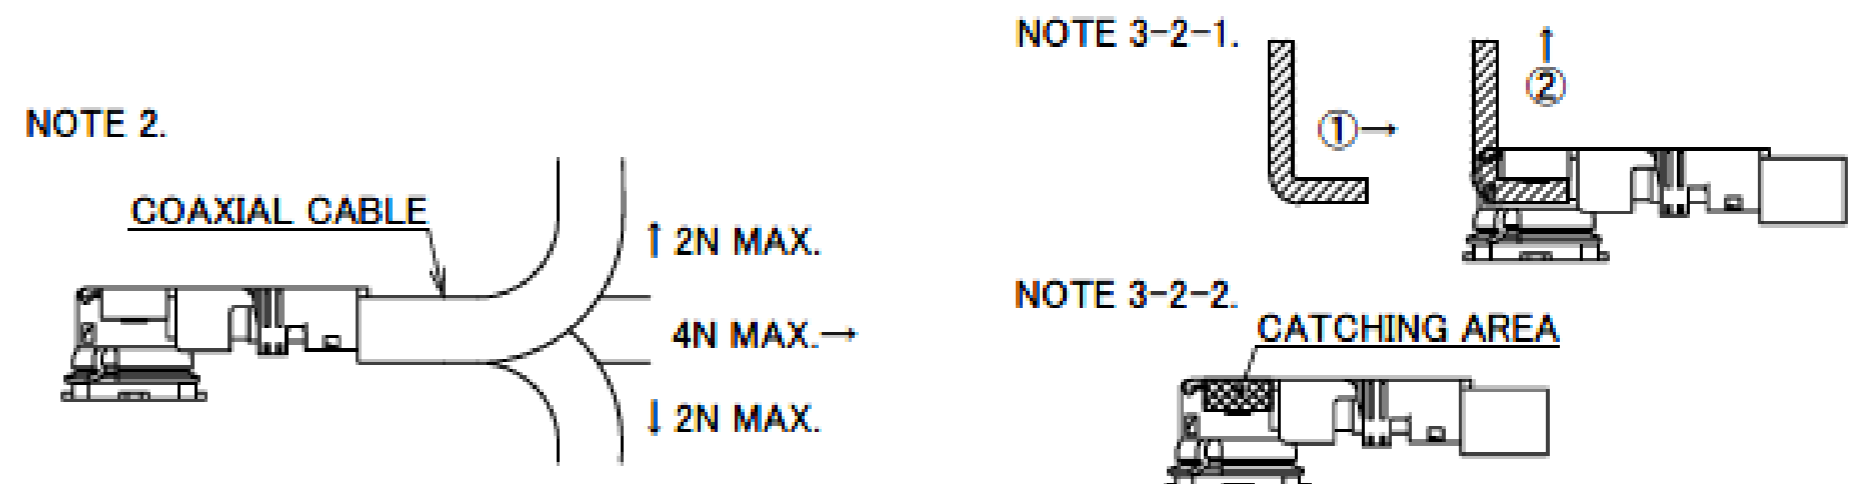 NOTE 2.
COAXIAL CABLE
↑ 2N MAX.
4N MAX.→
↓ 2N MAX.
NOTE 3-2-1.
①→
↑
②
NOTE 3-2-2.
CATCHING AREA